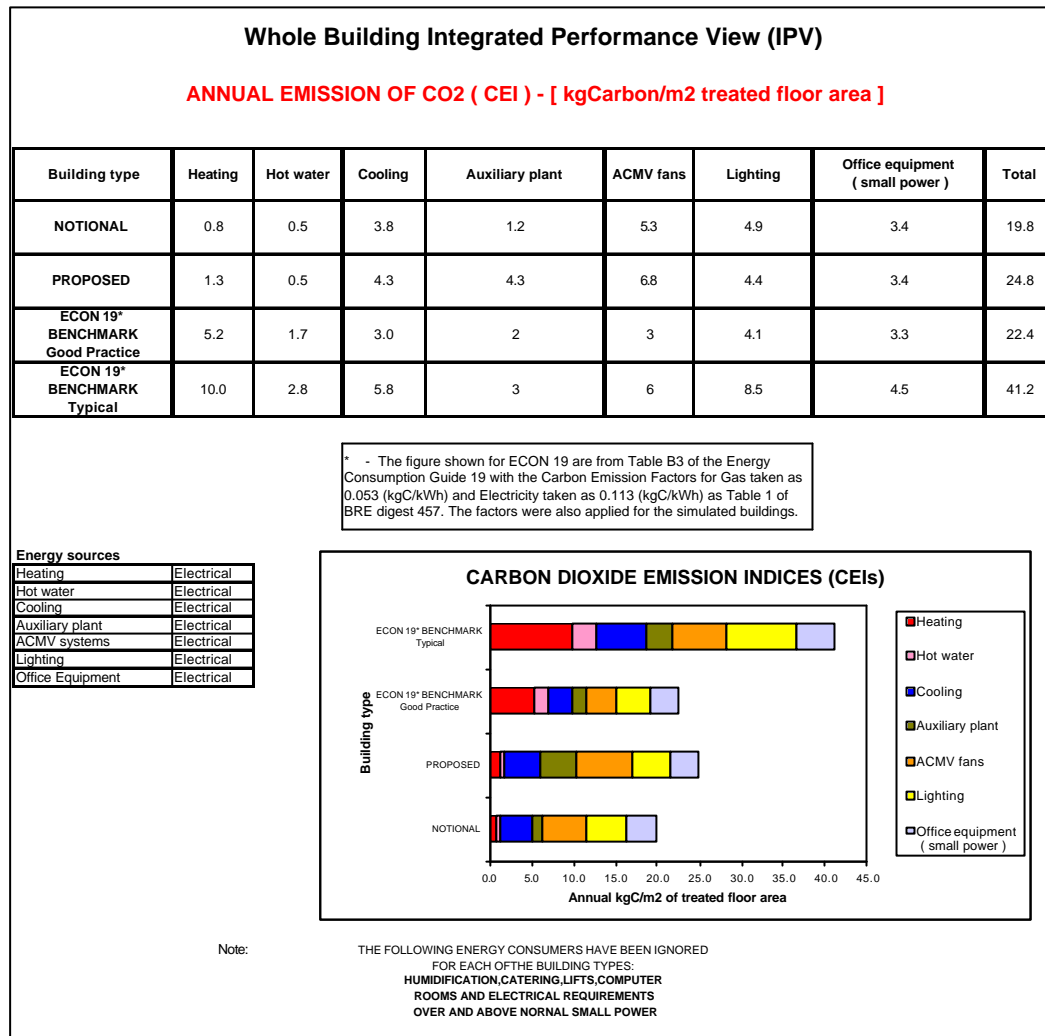 Whole Building Integrated Performance View (IPV)
ANNUAL EMISSION OF CO2 ( CEI ) - [ kgCarbon/m2 treated floor area ]
Building type Heating Hot water Cooling Auxiliary plant ACMV fans Lighting Office equipment ( small power ) Total
NOTIONAL 0.8 0.5 3.8 1.2 5.3 4.9 3.4 19.8
PROPOSED 1.3 0.5 4.3 4.3 6.8 4.4 3.4 24.8
ECON 19*
BENCHMARK
Good Practice
5.2 1.7 3.0 2 3 4.1 3.3 22.4
ECON 19*
BENCHMARK
Typical
10.0 2.8 5.8 3 6 8.5 4.5 41.2
* - The figure shown for ECON 19 are from Table B3 of the Energy
Consumption Guide 19 with the Carbon Emission Factors for Gas taken as
0.053 (kgC/kWh) and Electricity taken as 0.113 (kgC/kWh) as Table 1 of
BRE digest 457. The factors were also applied for the simulated buildings.
Energy sources
Heating Electrical
Hot water Electrical
Cooling Electrical
Auxiliary plant Electrical
ACMV systems Electrical
Lighting Electrical
Office Equipment Electrical
CARBON DIOXIDE EMISSION INDICES (CEIs)
Building type
ECON 19* BENCHMARK
Typical
ECON 19* BENCHMARK
Good Practice
PROPOSED
NOTIONAL
0.0 5.0 10.0 15.0 20.0 25.0 30.0 35.0 40.0 45.0
Annual kgC/m2 of treated floor area
Heating
Hot water
Cooling
Auxiliary plant
ACMV fans
Lighting
Office equipment
( small power )
Note: THE FOLLOWING ENERGY CONSUMERS HAVE BEEN IGNORED
FOR EACH OFTHE BUILDING TYPES:
HUMIDIFICATION,CATERING,LIFTS,COMPUTER
ROOMS AND ELECTRICAL REQUIREMENTS
OVER AND ABOVE NORNAL SMALL POWER